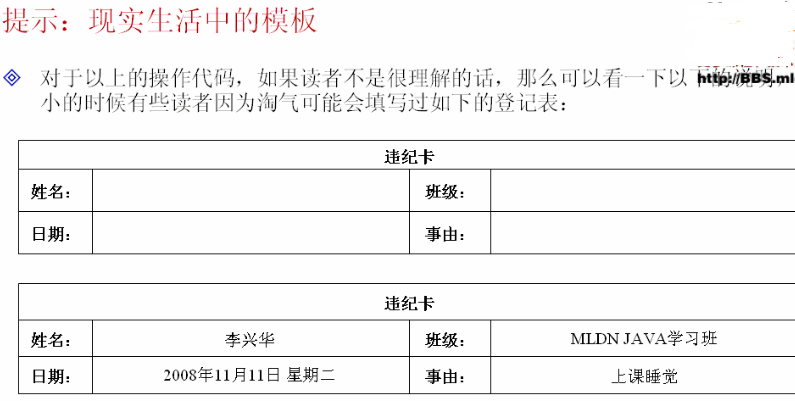 提示：现实生活中的模板
http://BBS.ml
对于以上的操作代码，如果读者不是很理解的话，那么可以看一下以下的说明，
小的时候有些读者因为淘气可能会填写过如下的登记表：
违纪卡
姓名： 班级：
日期： 事由：
违纪卡
姓名： 李兴华 班级： MLDN JAVA学习班
日期： 2008年11月11日 星期二 事由： 上课睡觉